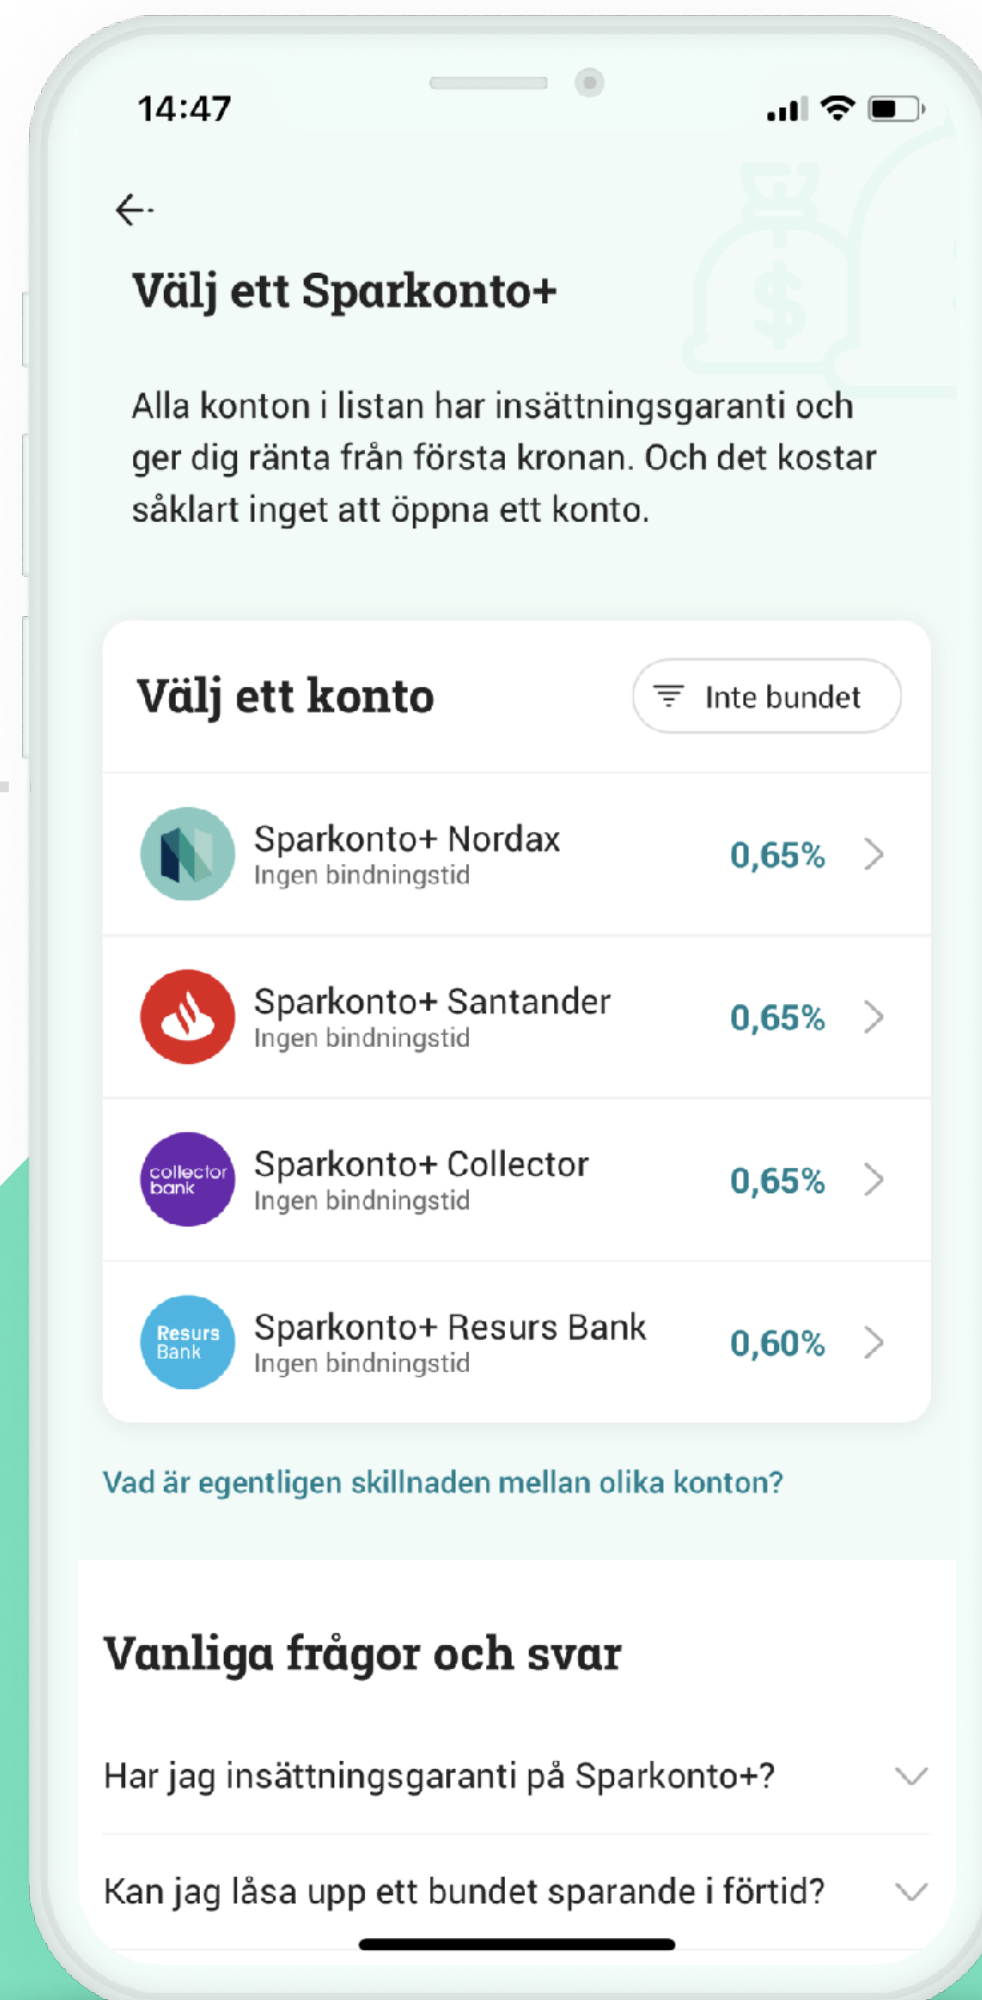 14:47
Välj ett Sparkonto+
Alla konton i listan har insättningsgaranti och
ger dig ränta från första kronan. Och det kostar
såklart inget att öppna ett konto.
Välj ett konto
Inte bundet
Sparkonto+ Nordax
Ingen bindningstid
0,65%
Sparkonto+ Santander
Ingen bindningstid
0,65%
collector
bank
Sparkonto+ Collector
Ingen bindningstid
0,65%
Resurs
Bank
Sparkonto+ Resurs Bank
Ingen bindningstid
0,60%
Vad är egentligen skillnaden mellan olika konton?
Vanliga frågor och svar
Har jag insättningsgaranti på Sparkonto+?
Kan jag låsa upp ett bundet sparande i förtid?